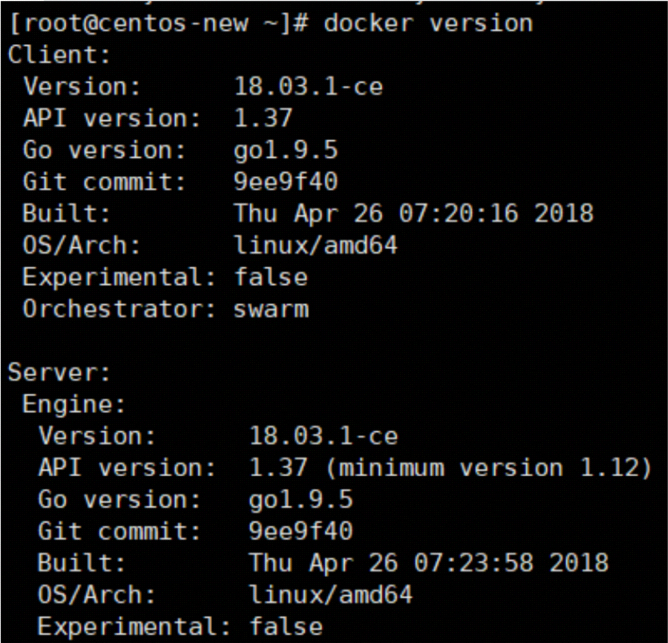 [root@centos-new ~]# docker version
Client:
 Version:      18.03.1-ce
 API version:  1.37
 Go version:   go1.9.5
 Git commit:   9ee9f40
 Built:        Thu Apr 26 07:20:16 2018
 OS/Arch:      linux/amd64
 Experimental: false
 Orchestrator: swarm

Server:
 Engine:
  Version:      18.03.1-ce
  API version:  1.37 (minimum version 1.12)
  Go version:   go1.9.5
  Git commit:   9ee9f40
  Built:        Thu Apr 26 07:23:58 2018
  OS/Arch:      linux/amd64
  Experimental: false